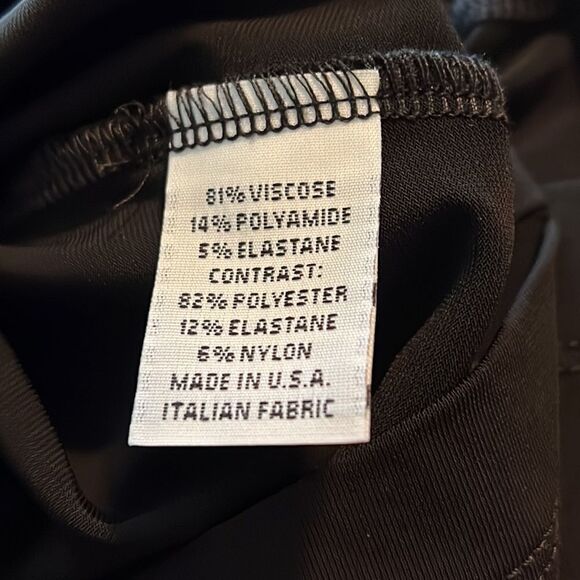 81% VISCOSE
14% POLYAMIDE
5% ELASTANE
CONTRAST:
82% POLYESTER
12% ELASTANE
6% NYLON
MADE IN U.S.A.
ITALIAN FABRIC